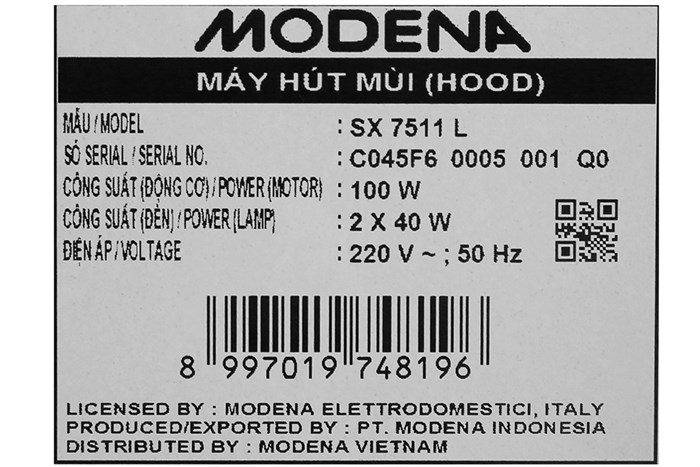 MODENA
MÁY HÚT MÙI (HOOD)
MẪU / MODEL : SX 7511 L
SỐ SERIAL / SERIAL NO. : C045F6 0005 001 Q0
CÔNG SUẤT (ĐỘNG CƠ) / POWER (MOTOR) : 100 W
CÔNG SUẤT (ĐÈN) / POWER (LAMP) : 2 X 40 W
ĐIỆN ÁP / VOLTAGE : 220 V ~ ; 50 Hz
8 997019 748196
LICENSED BY : MODENA ELETTRODOMESTICI, ITALY
PRODUCED/EXPORTED BY : PT. MODENA INDONESIA
DISTRIBUTED BY : MODENA VIETNAM